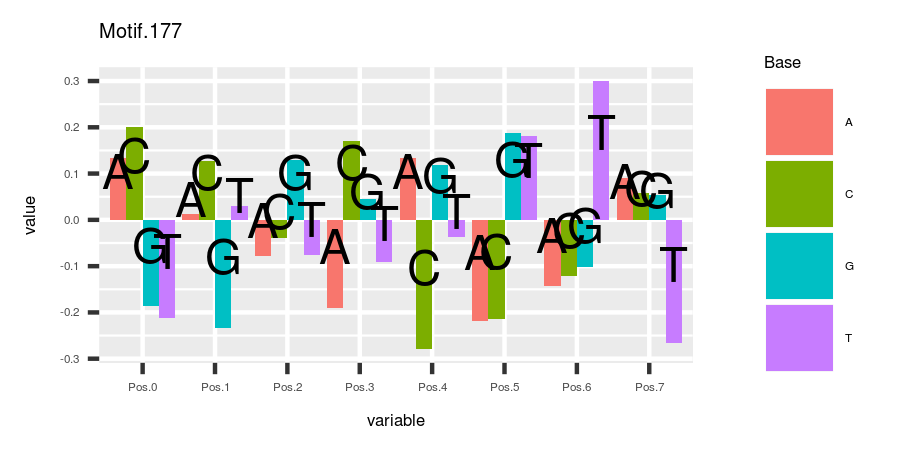 Motif.177
value
0.3
0.2
0.1
0.0
-0.1
-0.2
-0.3
A C G T A C G T A C G T A C G T A C G T A C G T A C G T A C G T
Pos.0 Pos.1 Pos.2 Pos.3 Pos.4 Pos.5 Pos.6 Pos.7
variable
Base
A
C
G
T